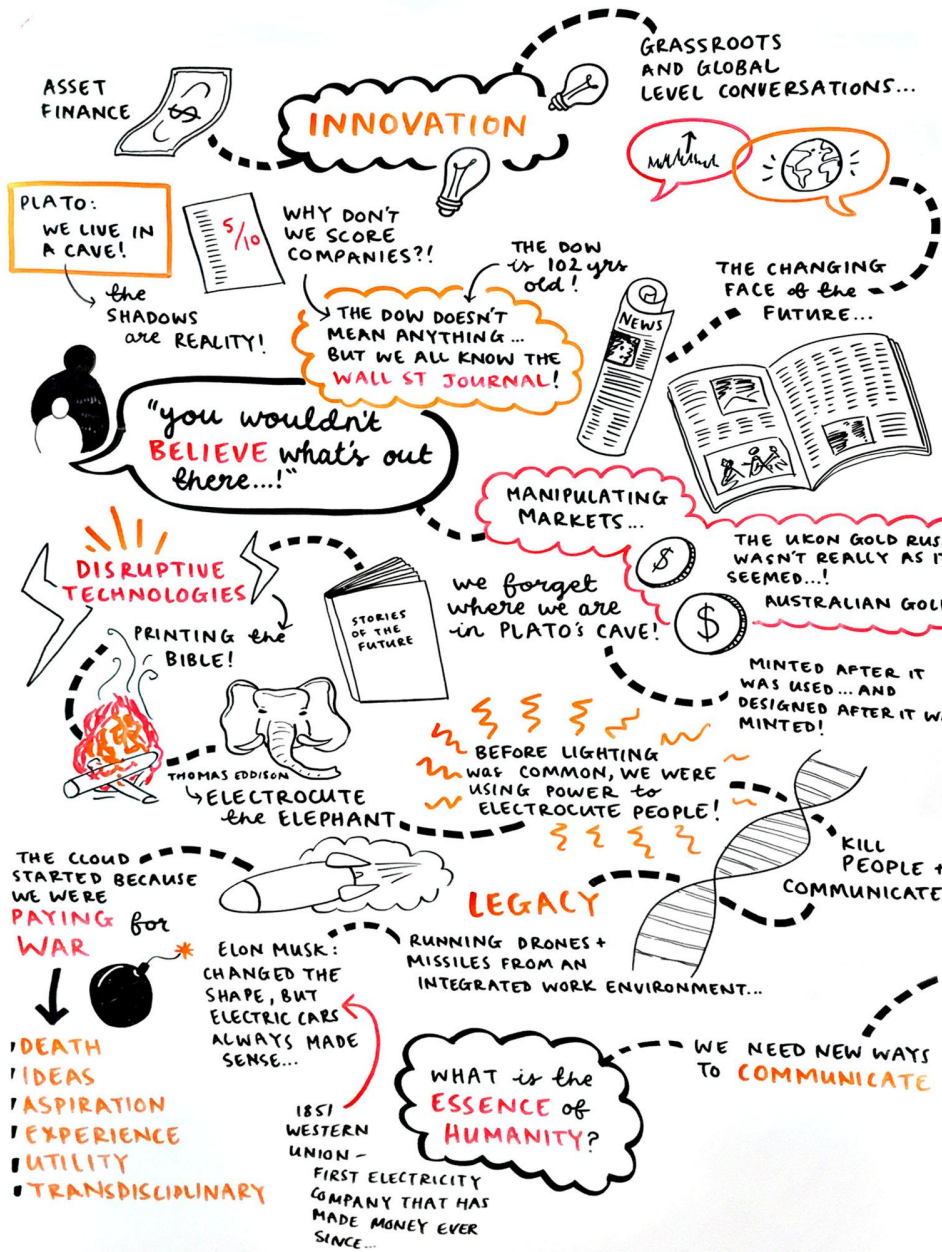 ASSET
FINANCE
$
INNOVATION
GRASSROOTS
AND GLOBAL
LEVEL CONVERSATIONS...
PLATO:
WE LIVE IN
A CAVE!
the
SHADOWS
are REALITY!
5/10
WHY DON'T
WE SCORE
COMPANIES?!
THE DOW
is 102 yrs
old!
THE DOW DOESN'T
MEAN ANYTHING...
BUT WE ALL KNOW THE
WALL ST JOURNAL!
NEWS
THE CHANGING
FACE of the
FUTURE...
"you wouldn't
BELIEVE what's out
there...!"
MANIPULATING
MARKETS...
$
$
THE UKON GOLD RUS
WASN'T REALLY AS IT
SEEMED...!
AUSTRALIAN GOL
DISRUPTIVE
TECHNOLOGIES
PRINTING the
BIBLE!
STORIES
OF THE
FUTURE
we forget
where we are
in PLATO'S CAVE!
MINTED AFTER IT
WAS USED... AND
DESIGNED AFTER IT W
MINTED!
THOMAS EDDISON
ELECTROCUTE
the ELEPHANT
BEFORE LIGHTING
was COMMON, WE WERE
USING POWER to
ELECTROCUTE PEOPLE!
KILL
PEOPLE +
COMMUNICATE
THE CLOUD
STARTED BECAUSE
WE WERE
PAYING for
WAR
DEATH
IDEAS
ASPIRATION
EXPERIENCE
UTILITY
TRANSDISCIDLINARY
ELON MUSK:
CHANGED THE
SHAPE, BUT
ELECTRIC CARS
ALWAYS MADE
SENSE...
1851
WESTERN
UNION -
FIRST ELECTRICITY
COMPANY THAT HAS
MADE MONEY EVER
SINCE...
LEGACY
RUNNING DRONES +
MISSILES FROM AN
INTEGRATED WORK ENVIRONMENT...
WHAT is the
ESSENCE of
HUMANITY?
WE NEED NEW WAYS
TO COMMUNICATE